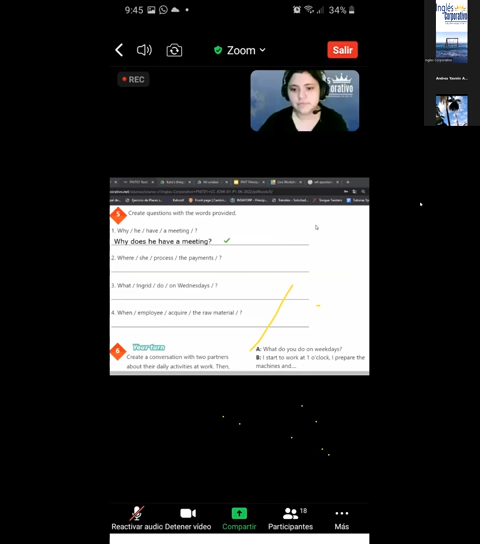 9:45
34%
Zoom
Salir
REC
Inglés
Corporativo
orativo
5
Create questions with the words provided.
1. Why / he / have / a meeting / ?
Why does he have a meeting?
2. Where / she / process / the payments / ?
3. What / Ingrid / do / on Wednesdays / ?
4. When / employee / acquire / the raw material / ?
6
Your turn
Create a conversation with two partners
about their daily activities at work. Then,
A: What do you do on weekdays?
B: I start to work at 1 o'clock, I prepare the
machines and...
18
Reactivar audio
Detener vídeo
Compartir
Participantes
Más